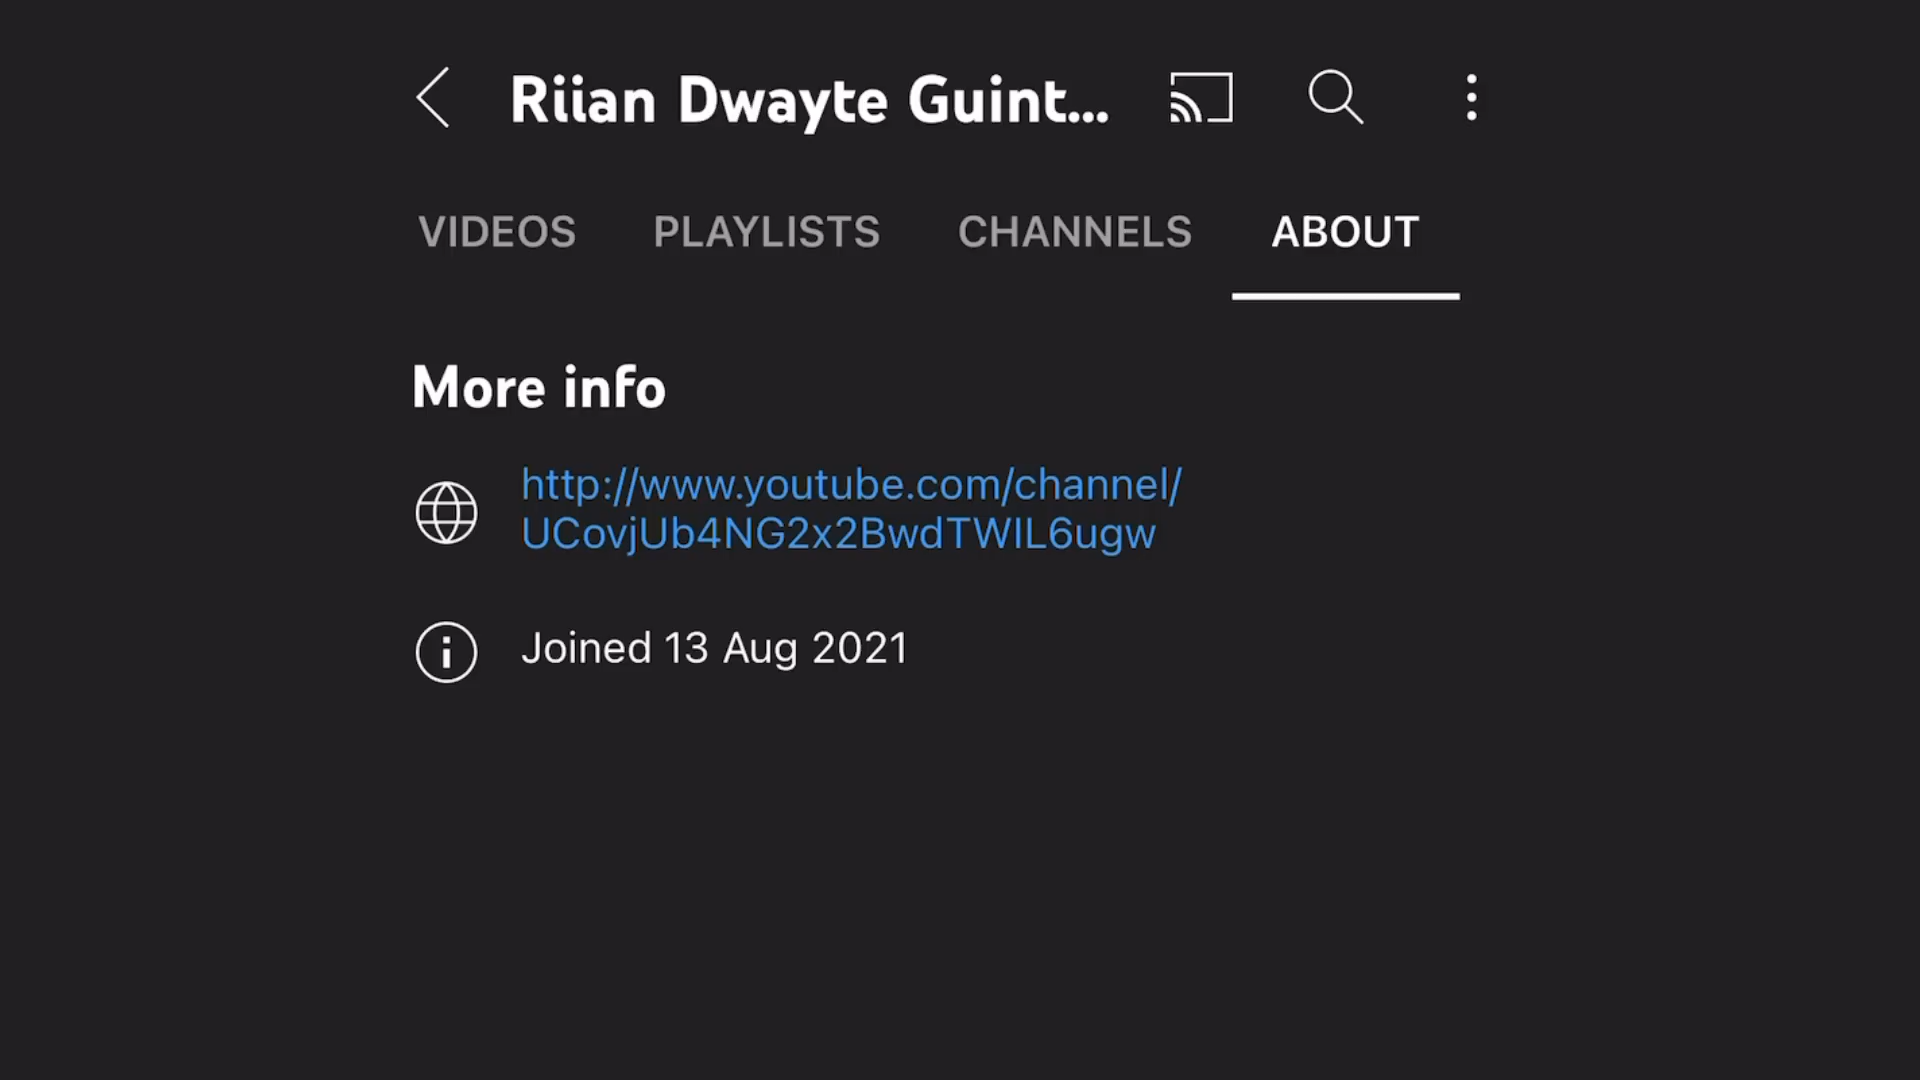 Riian Dwayte Guint...
VIDEOS PLAYLISTS CHANNELS ABOUT
More info
http://www.youtube.com/channel/
UCovjUb4NG2x2BwdTWIL6ugw
Joined 13 Aug 2021